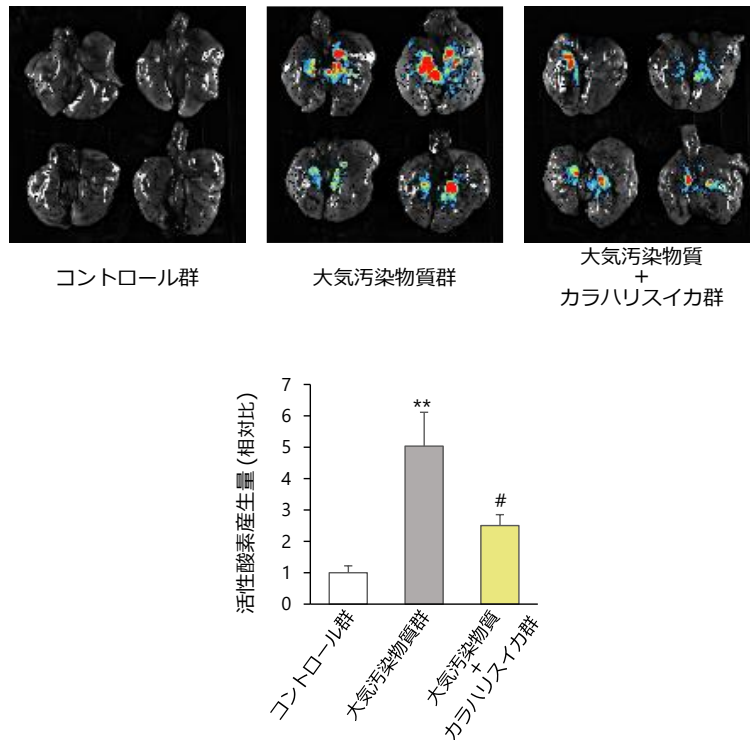 コントロール群
大気汚染物質群
大気汚染物質
+
カラハリスイカ群
活性酸素産生量 (相対比)
7
6
5
4
3
2
1
0
**
#
コントロール群
大気汚染物質群
大気汚染物質
+
カラハリスイカ群